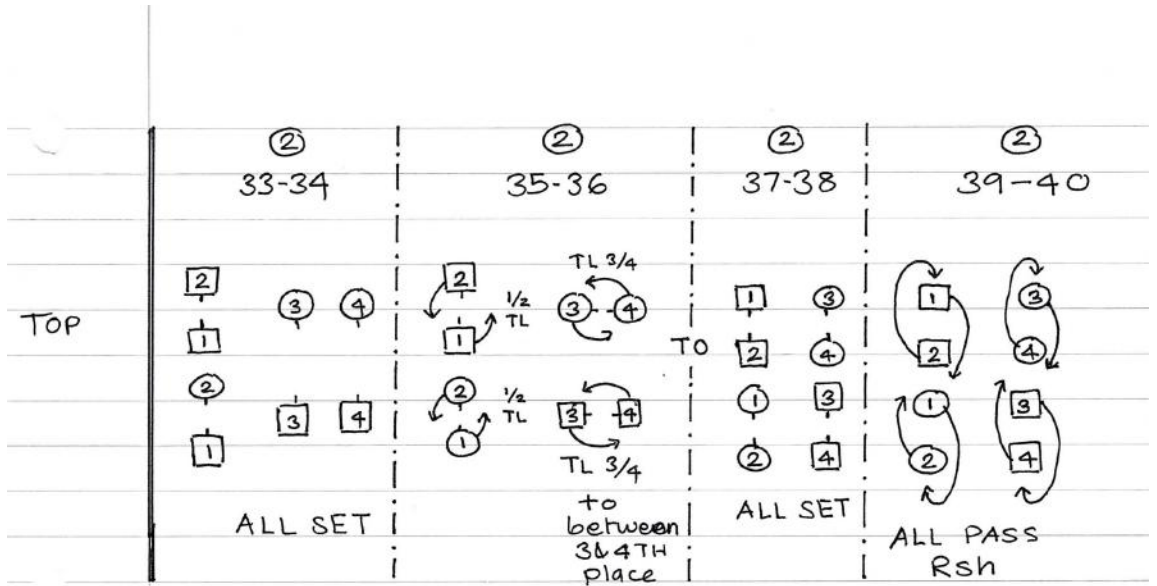 TOP
②
33-34
2
3 4
1
2
3 4
1
ALL SET
②
35-36
2
1/2
TL
1
TL 3/4
3 4
2
1/2
TL
1
3 4
TL 3/4
to
between
3&4TH
place
TO
②
37-38
1 3
2 4
1 3
2 4
ALL SET
②
39-40
1 3
2 4
1 3
2 4
ALL PASS
Rsh